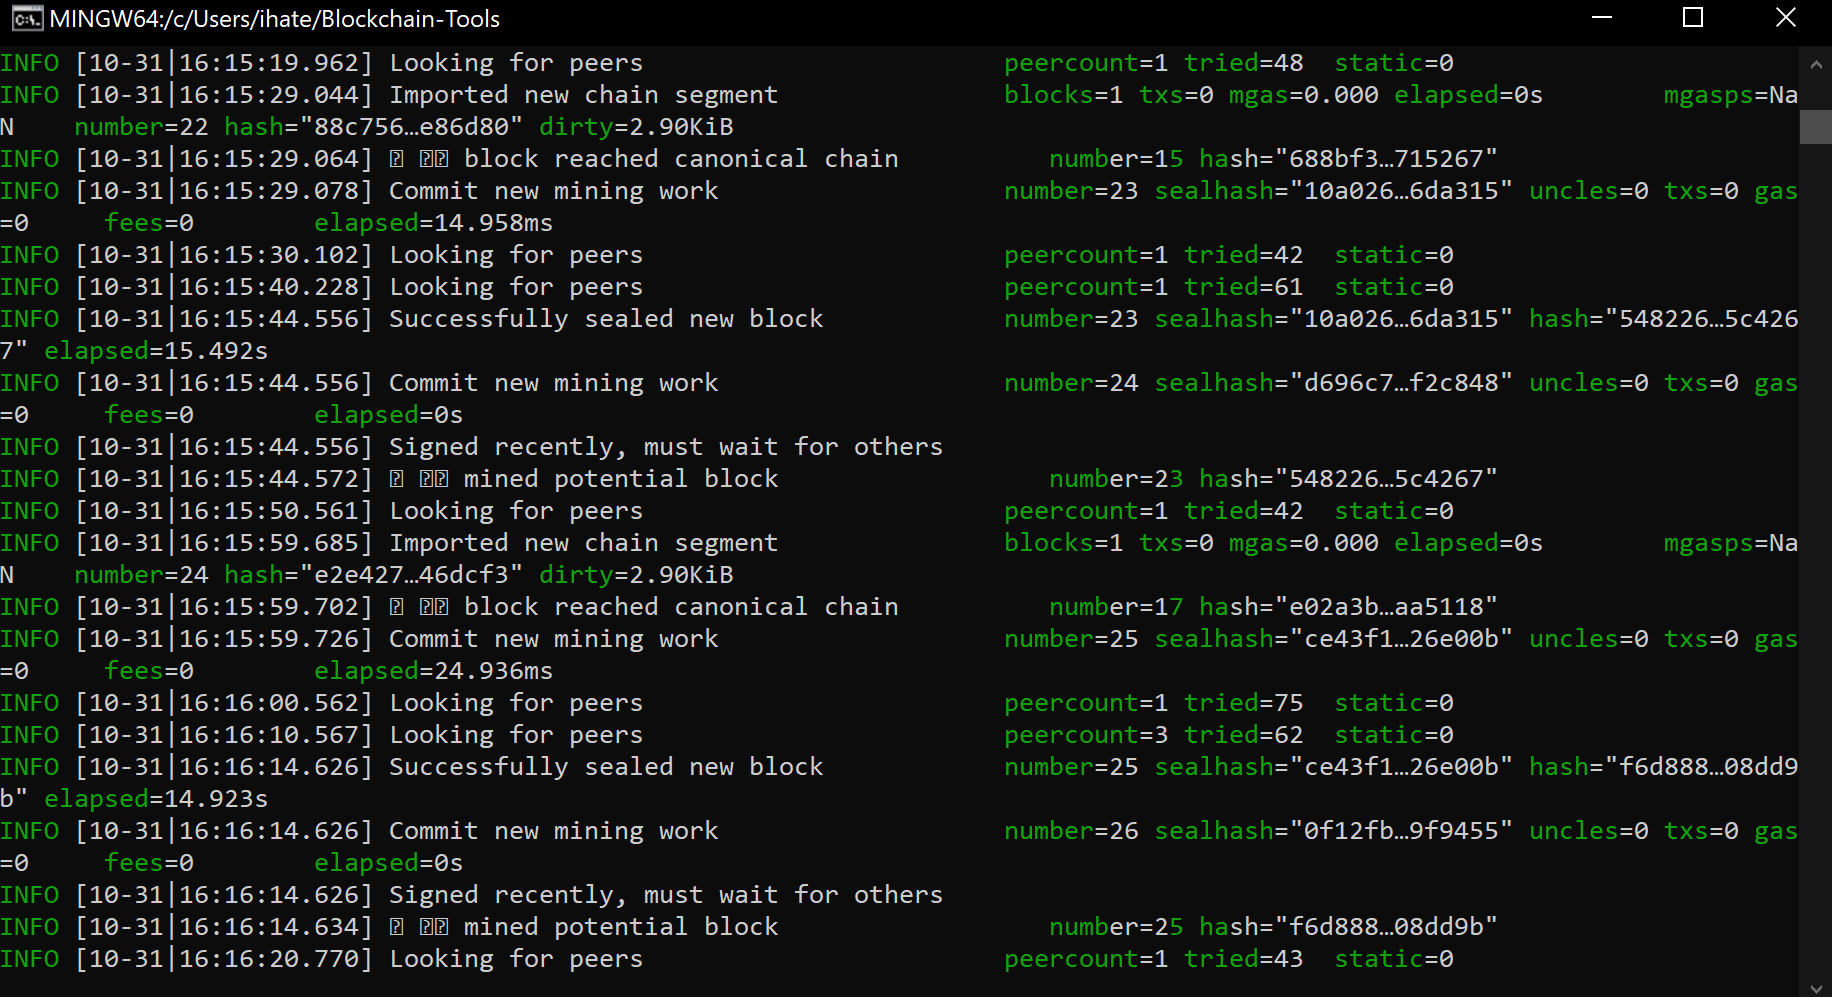 MINGW64:/c/Users/ihate/Blockchain-Tools
INFO [10-31|16:15:19.962] Looking for peers                        peercount=1 tried=48  static=0
INFO [10-31|16:15:29.044] Imported new chain segment               blocks=1 txs=0 mgas=0.000 elapsed=0s        mgasps=Na
N    number=22 hash="88c756…e86d80" dirty=2.90KiB
INFO [10-31|16:15:29.064] block reached canonical chain          number=15 hash="688bf3…715267"
INFO [10-31|16:15:29.078] Commit new mining work                   number=23 sealhash="10a026…6da315" uncles=0 txs=0 gas
=0     fees=0        elapsed=14.958ms
INFO [10-31|16:15:30.102] Looking for peers                        peercount=1 tried=42  static=0
INFO [10-31|16:15:40.228] Looking for peers                        peercount=1 tried=61  static=0
INFO [10-31|16:15:44.556] Successfully sealed new block            number=23 sealhash="10a026…6da315" hash="548226…5c426
7" elapsed=15.492s
INFO [10-31|16:15:44.556] Commit new mining work                   number=24 sealhash="d696c7…f2c848" uncles=0 txs=0 gas
=0     fees=0        elapsed=0s
INFO [10-31|16:15:44.556] Signed recently, must wait for others
INFO [10-31|16:15:44.572] mined potential block                  number=23 hash="548226…5c4267"
INFO [10-31|16:15:50.561] Looking for peers                        peercount=1 tried=42  static=0
INFO [10-31|16:15:59.685] Imported new chain segment               blocks=1 txs=0 mgas=0.000 elapsed=0s        mgasps=Na
N    number=24 hash="e2e427…46dcf3" dirty=2.90KiB
INFO [10-31|16:15:59.702] block reached canonical chain          number=17 hash="e02a3b…aa5118"
INFO [10-31|16:15:59.726] Commit new mining work                   number=25 sealhash="ce43f1…26e00b" uncles=0 txs=0 gas
=0     fees=0        elapsed=24.936ms
INFO [10-31|16:16:00.562] Looking for peers                        peercount=1 tried=75  static=0
INFO [10-31|16:16:10.567] Looking for peers                        peercount=3 tried=62  static=0
INFO [10-31|16:16:14.626] Successfully sealed new block            number=25 sealhash="ce43f1…26e00b" hash="f6d888…08dd9
b" elapsed=14.923s
INFO [10-31|16:16:14.626] Commit new mining work                   number=26 sealhash="0f12fb…9f9455" uncles=0 txs=0 gas
=0     fees=0        elapsed=0s
INFO [10-31|16:16:14.626] Signed recently, must wait for others
INFO [10-31|16:16:14.634] mined potential block                  number=25 hash="f6d888…08dd9b"
INFO [10-31|16:16:20.770] Looking for peers                        peercount=1 tried=43  static=0